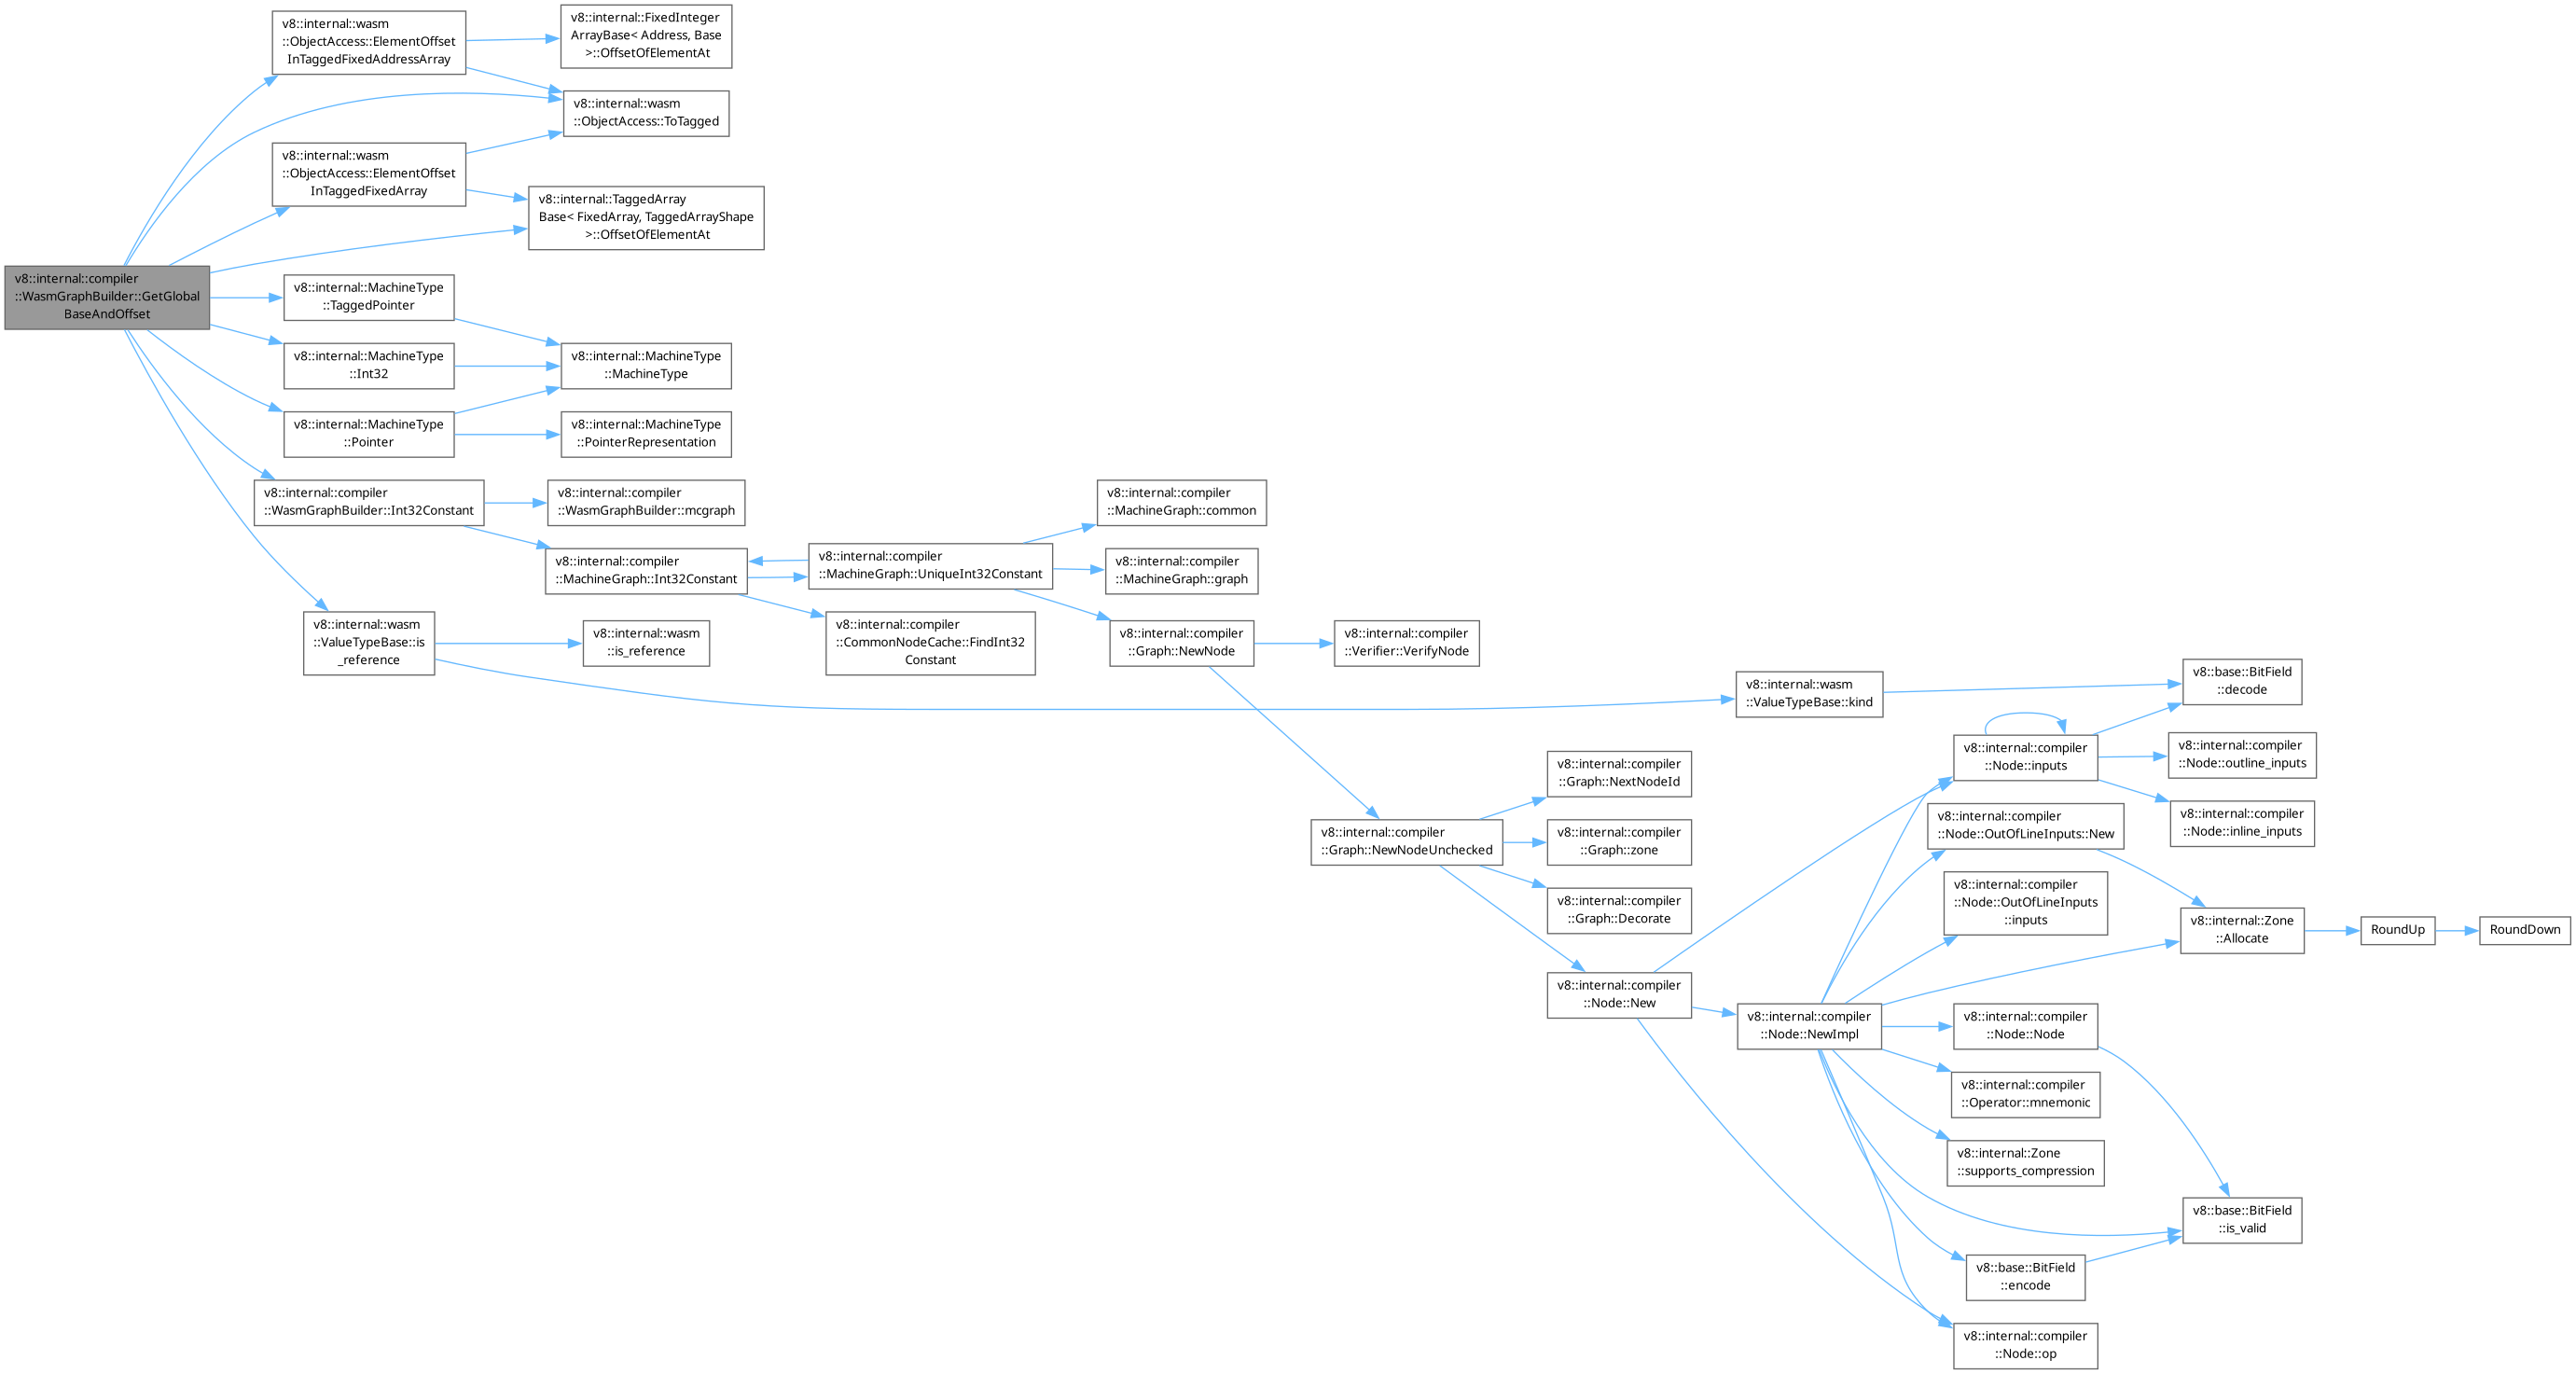 v8::internal::compiler
::WasmGraphBuilder::GetGlobal
BaseAndOffset
v8::internal::wasm
::ObjectAccess::ElementOffset
InTaggedFixedAddressArray
v8::internal::FixedInteger
ArrayBase< Address, Base
>::OffsetOfElementAt
v8::internal::wasm
::ObjectAccess::ToTagged
v8::internal::wasm
::ObjectAccess::ElementOffset
InTaggedFixedArray
v8::internal::TaggedArray
Base< FixedArray, TaggedArrayShape
>::OffsetOfElementAt
v8::internal::MachineType
::TaggedPointer
v8::internal::MachineType
::Int32
v8::internal::MachineType
::MachineType
v8::internal::MachineType
::Pointer
v8::internal::MachineType
::PointerRepresentation
v8::internal::compiler
::WasmGraphBuilder::Int32Constant
v8::internal::compiler
::WasmGraphBuilder::mcgraph
v8::internal::compiler
::MachineGraph::Int32Constant
v8::internal::compiler
::MachineGraph::UniqueInt32Constant
v8::internal::compiler
::CommonNodeCache::FindInt32
Constant
v8::internal::compiler
::MachineGraph::common
v8::internal::compiler
::MachineGraph::graph
v8::internal::compiler
::Graph::NewNode
v8::internal::compiler
::Verifier::VerifyNode
v8::internal::wasm
::ValueTypeBase::is
_reference
v8::internal::wasm
::is_reference
v8::internal::wasm
::ValueTypeBase::kind
v8::base::BitField
::decode
v8::internal::compiler
::Graph::NewNodeUnchecked
v8::internal::compiler
::Graph::NextNodeId
v8::internal::compiler
::Graph::zone
v8::internal::compiler
::Graph::Decorate
v8::internal::compiler
::Node::New
v8::internal::compiler
::Node::NewImpl
v8::internal::compiler
::Node::inputs
v8::internal::compiler
::Node::outline_inputs
v8::internal::compiler
::Node::inline_inputs
v8::internal::compiler
::Node::OutOfLineInputs::New
v8::internal::compiler
::Node::OutOfLineInputs
::inputs
v8::internal::Zone
::Allocate
RoundUp
RoundDown
v8::internal::compiler
::Node::Node
v8::internal::compiler
::Operator::mnemonic
v8::internal::Zone
::supports_compression
v8::base::BitField
::is_valid
v8::base::BitField
::encode
v8::internal::compiler
::Node::op